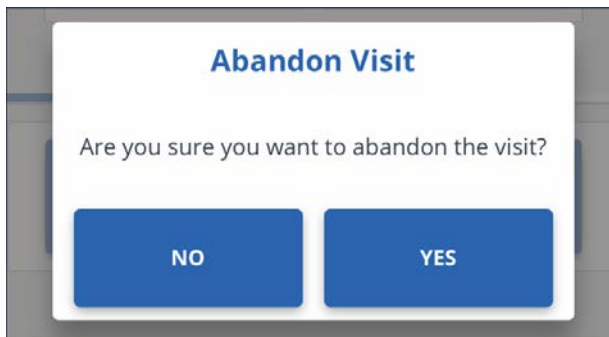 Abandon Visit
Are you sure you want to abandon the visit?
NO
YES